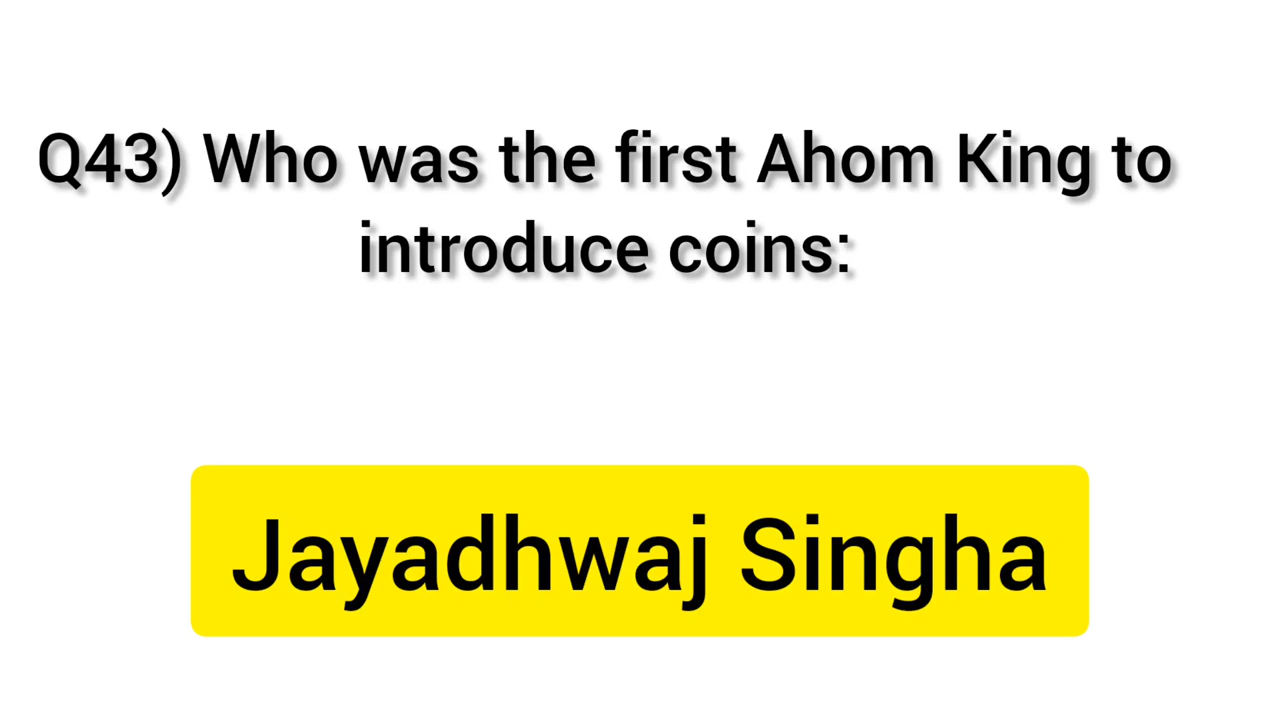 Q43) Who was the first Ahom King to
introduce coins:
Jayadhwaj Singha